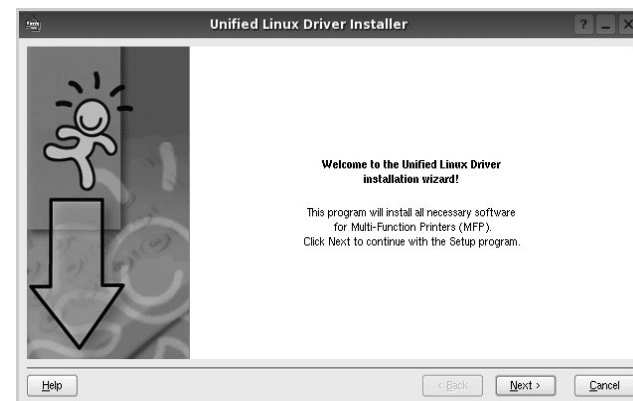 Unified Linux Driver Installer
Welcome to the Unified Linux Driver
installation wizard!
This program will install all necessary software
for Multi-Function Printers (MFP).
Click Next to continue with the Setup program.
Help
< Back
Next >
Cancel